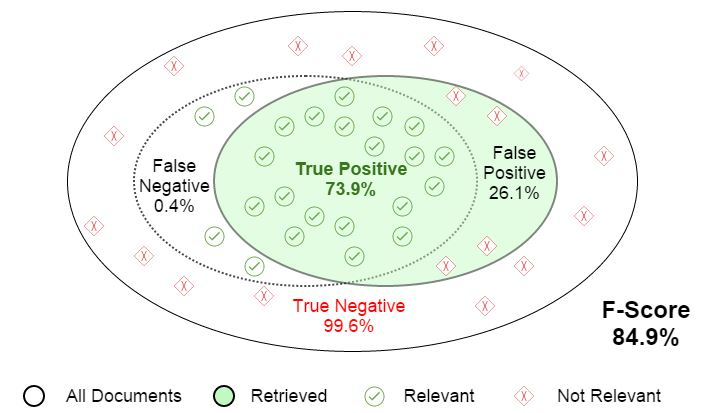 False
Negative
0.4%
True Positive
73.9%
False
Positive
26.1%
True Negative
99.6%
F-Score
84.9%
All Documents
Retrieved
Relevant
Not Relevant